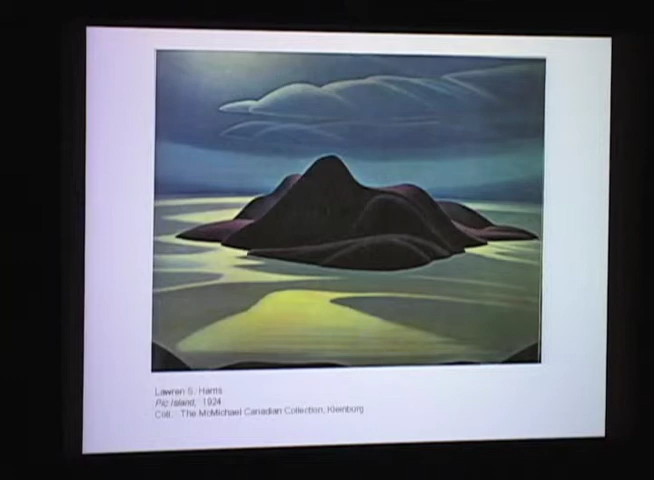 Lawren S. Harris
Pic Island, 1924
Coll. The McMichael Canadian Collection, Kleinburg